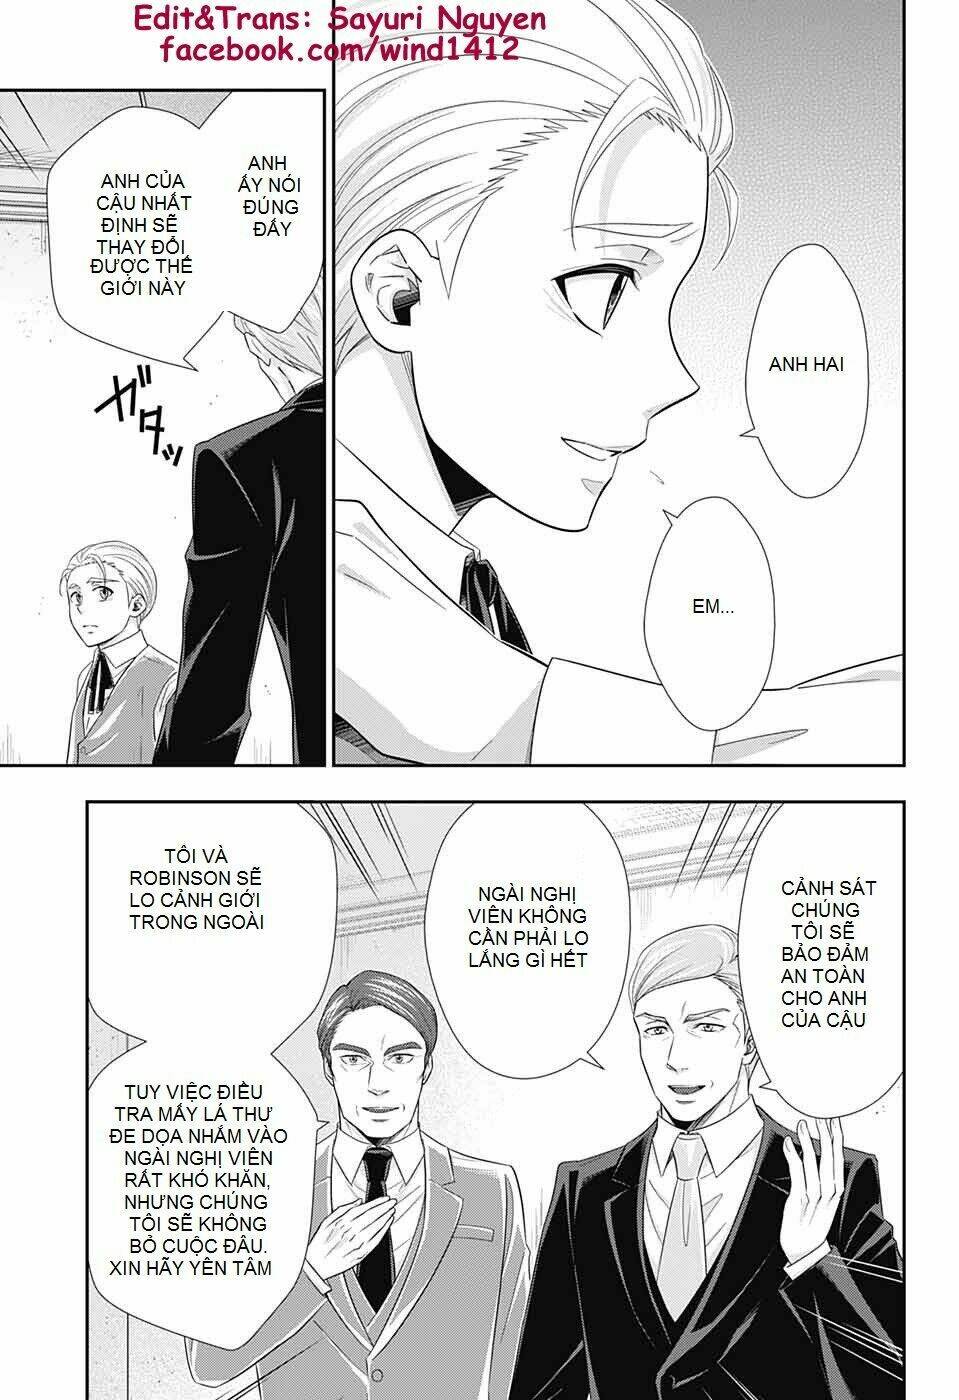 Edit&Trans: Sayuri Nguyen
facebook.com/wind1412
ANH HAI
EM...
ANH
ẤY NÓI
ĐÚNG
ĐẤY
ANH CỦA
CẬU NHẤT
ĐỊNH SẼ
THAY ĐỔI
ĐƯỢC THẾ
GIỚI NÀY
ガタッ
CẢNH SÁT
CHÚNG
TÔI SẼ
BẢO ĐẢM
AN TOÀN
CHO ANH
CỦA CẬU
NGÀI NGHỊ
VIÊN KHÔNG
CẦN PHẢI LO
LẮNG GÌ HẾT
TÔI VÀ
ROBINSON SẼ
LO CẢNH GIỚI
TRONG NGOÀI
TUY VIỆC ĐIỀU
TRA MẤY LÁ THƯ
ĐE DỌA NHẮM VÀO
NGÀI NGHỊ VIÊN
RẤT KHÓ KHĂN,
NHƯNG CHÚNG
TÔI SẼ KHÔNG
BỎ CUỘC ĐÂU.
XIN HÃY YÊN TÂM